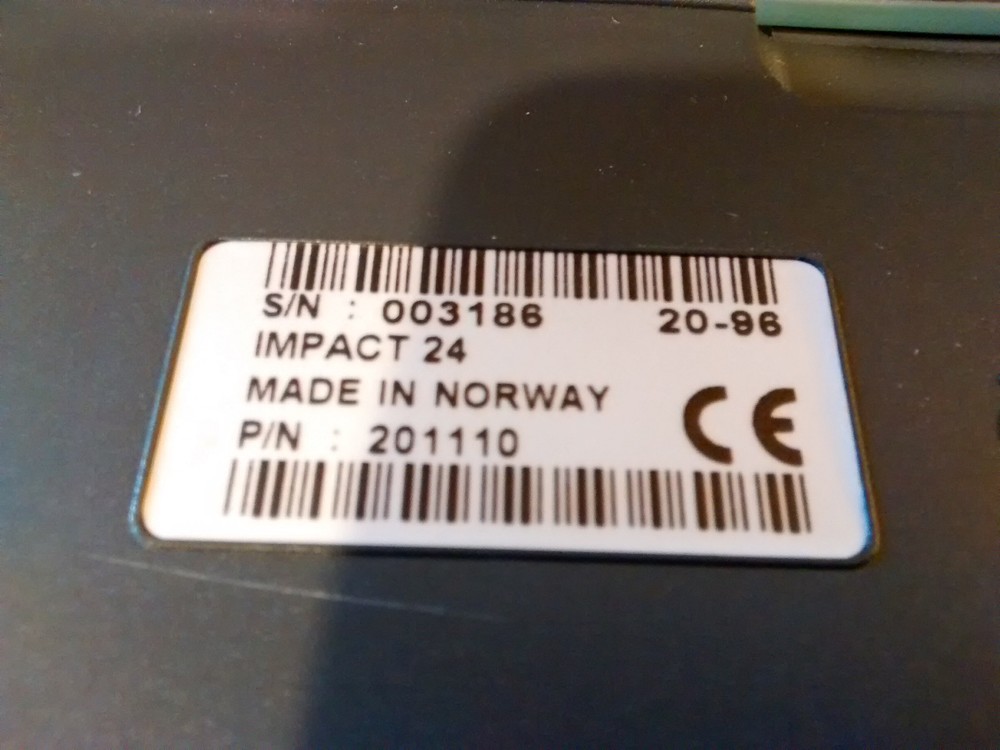 S/N : 003186 20-96
IMPACT 24
MADE IN NORWAY
P/N : 201110
CE